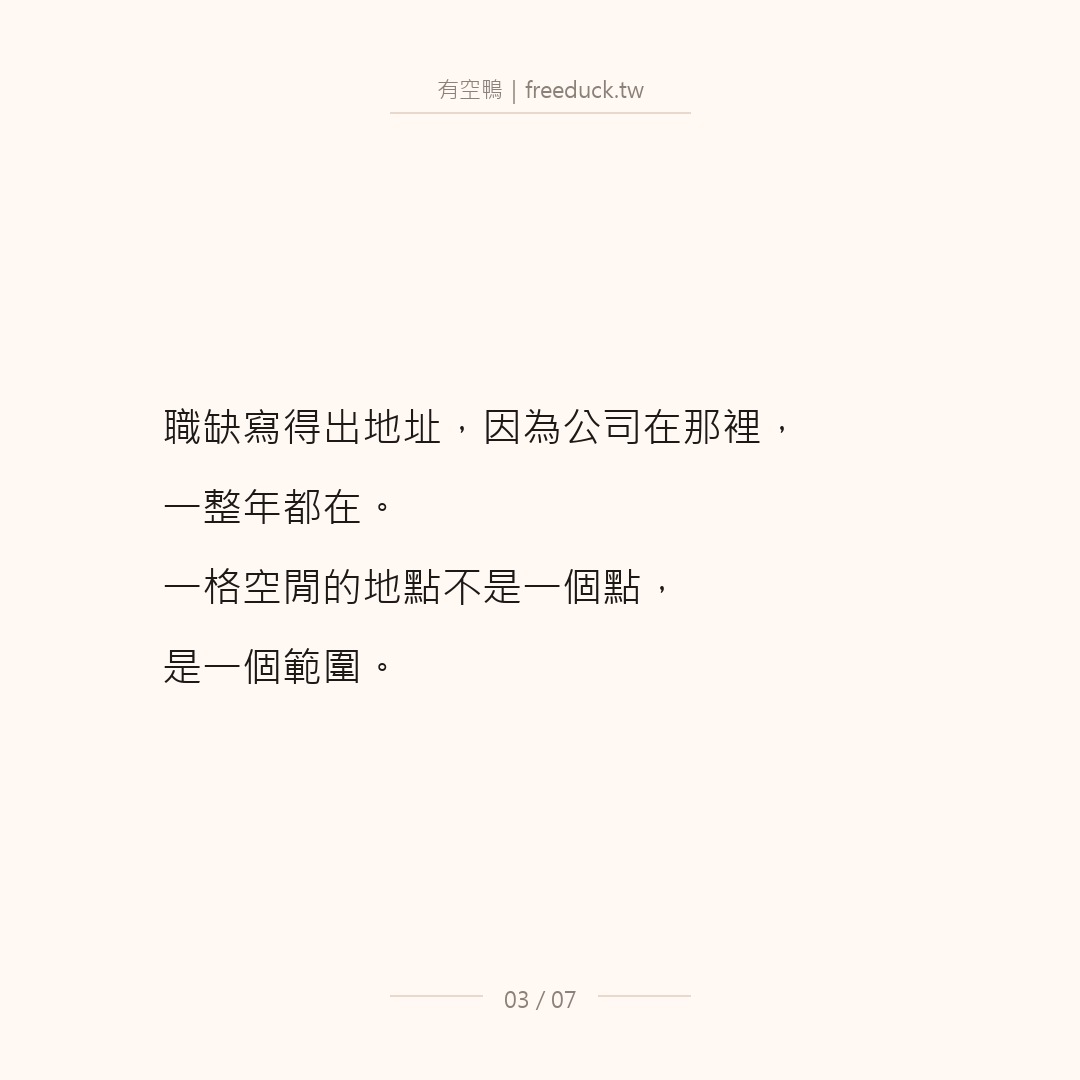 有空鴨｜freeduck.tw
職缺寫得出地址，因為公司在那裡，
一整年都在。
一格空閒的地點不是一個點，
是一個範圍。
03 / 07